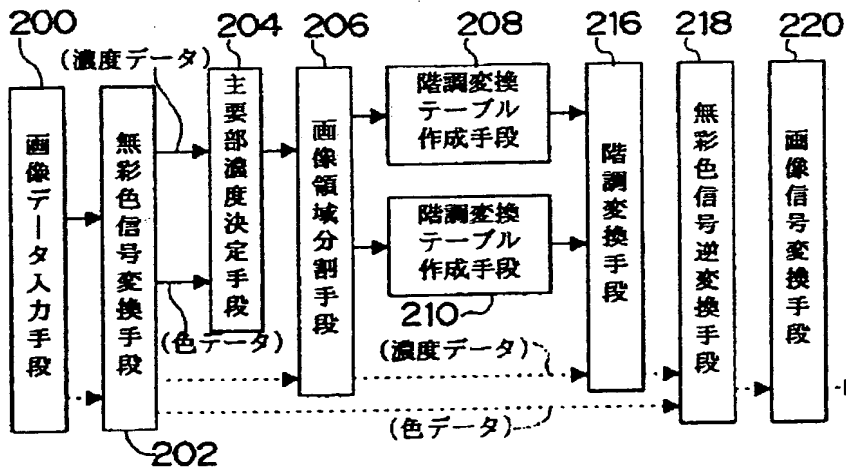 200
(濃度データ)
204
206
208
216
218
220
画像データ入力手段
無彩色信号変換手段
主要部濃度決定手段
画像領域分割手段
階調変換
テーブル
作成手段
階調変換
テーブル
作成手段
210
階調変換手段
無彩色信号逆変換手段
画像信号変換手段
(色データ)
(濃度データ)
(色データ)
202